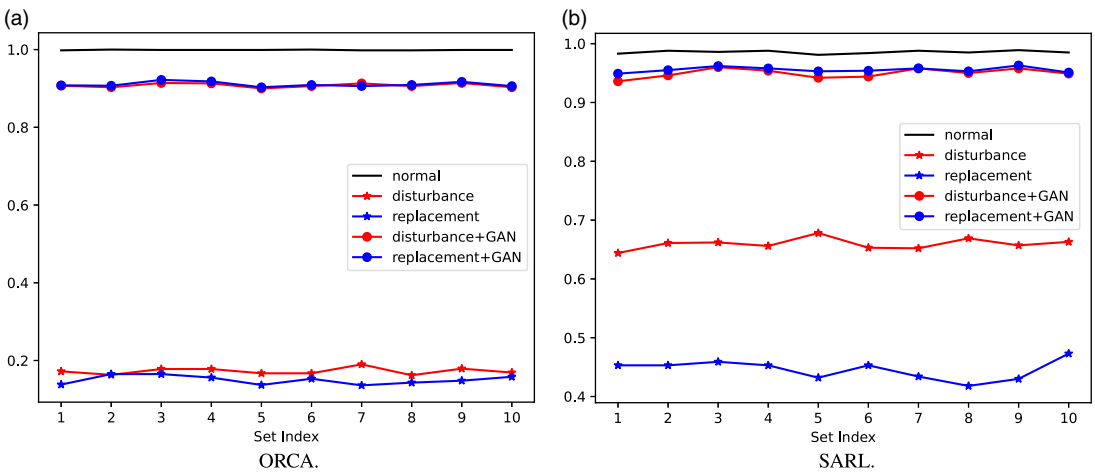 (a)
1.0
0.8
0.6
0.4
0.2
normal
disturbance
replacement
disturbance+GAN
replacement+GAN
1 2 3 4 5 6 7 8 9 10
Set Index
ORCA.
(b)
1.0
0.9
0.8
0.7
0.6
0.5
0.4
normal
disturbance
replacement
disturbance+GAN
replacement+GAN
1 2 3 4 5 6 7 8 9 10
Set Index
SARL.